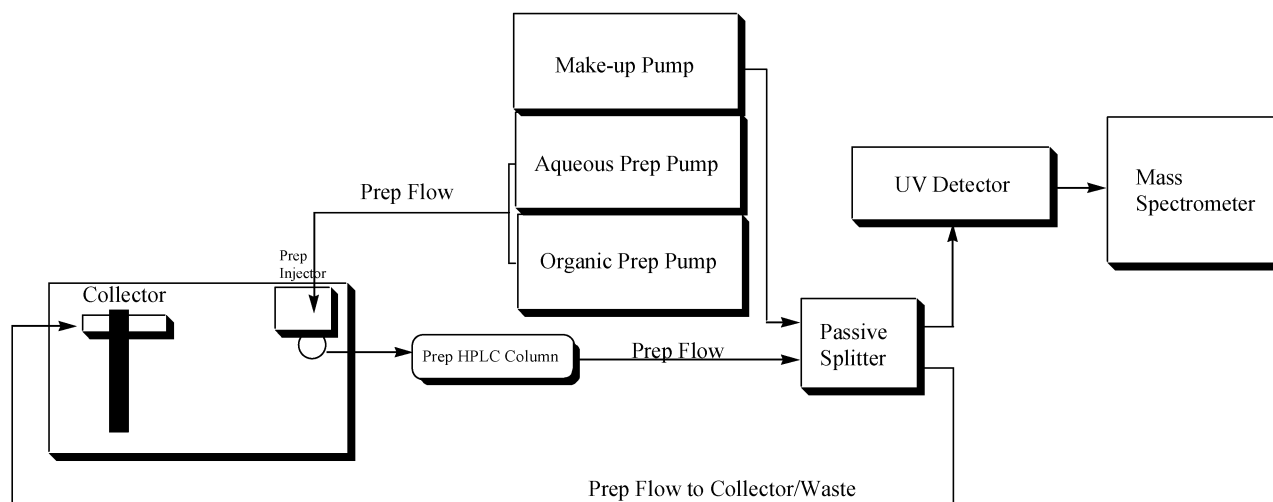 Make-up Pump
Aqueous Prep Pump
Organic Prep Pump
Prep Flow
Prep
Injector
Collector
Prep HPLC Column
Prep Flow
Passive
Splitter
UV Detector
Mass
Spectrometer
Prep Flow to Collector/Waste